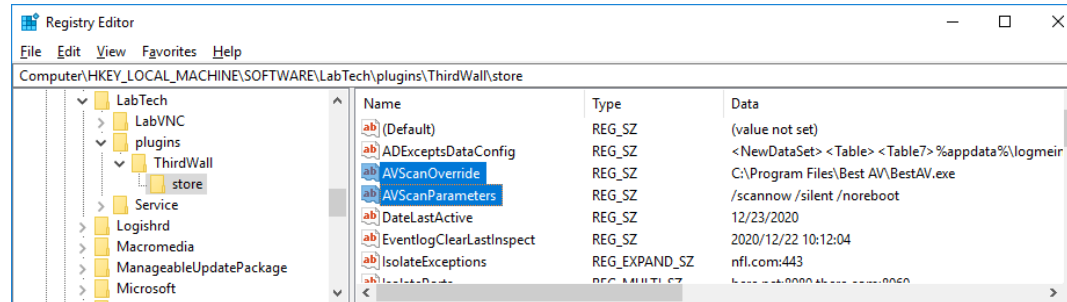 Registry Editor
File Edit View Favorites Help
Computer\HKEY_LOCAL_MACHINE\SOFTWARE\LabTech\plugins\ThirdWall\store
LabTech
LabVNC
plugins
ThirdWall
store
Service
Logishrd
Macromedia
ManageableUpdatePackage
Microsoft
Name Type Data
(Default) REG_SZ (value not set)
ADExceptsDataConfig REG_SZ <NewDataSet> <Table> <Table7> %appdata%\logmein
AVScanOverride REG_SZ C:\Program Files\Best AV\BestAV.exe
AVScanParameters REG_SZ /scannow /silent /noreboot
DateLastActive REG_SZ 12/23/2020
EventlogClearLastInspect REG_SZ 2020/12/22 10:12:04
IsolateExceptions REG_EXPAND_SZ nfl.com:443